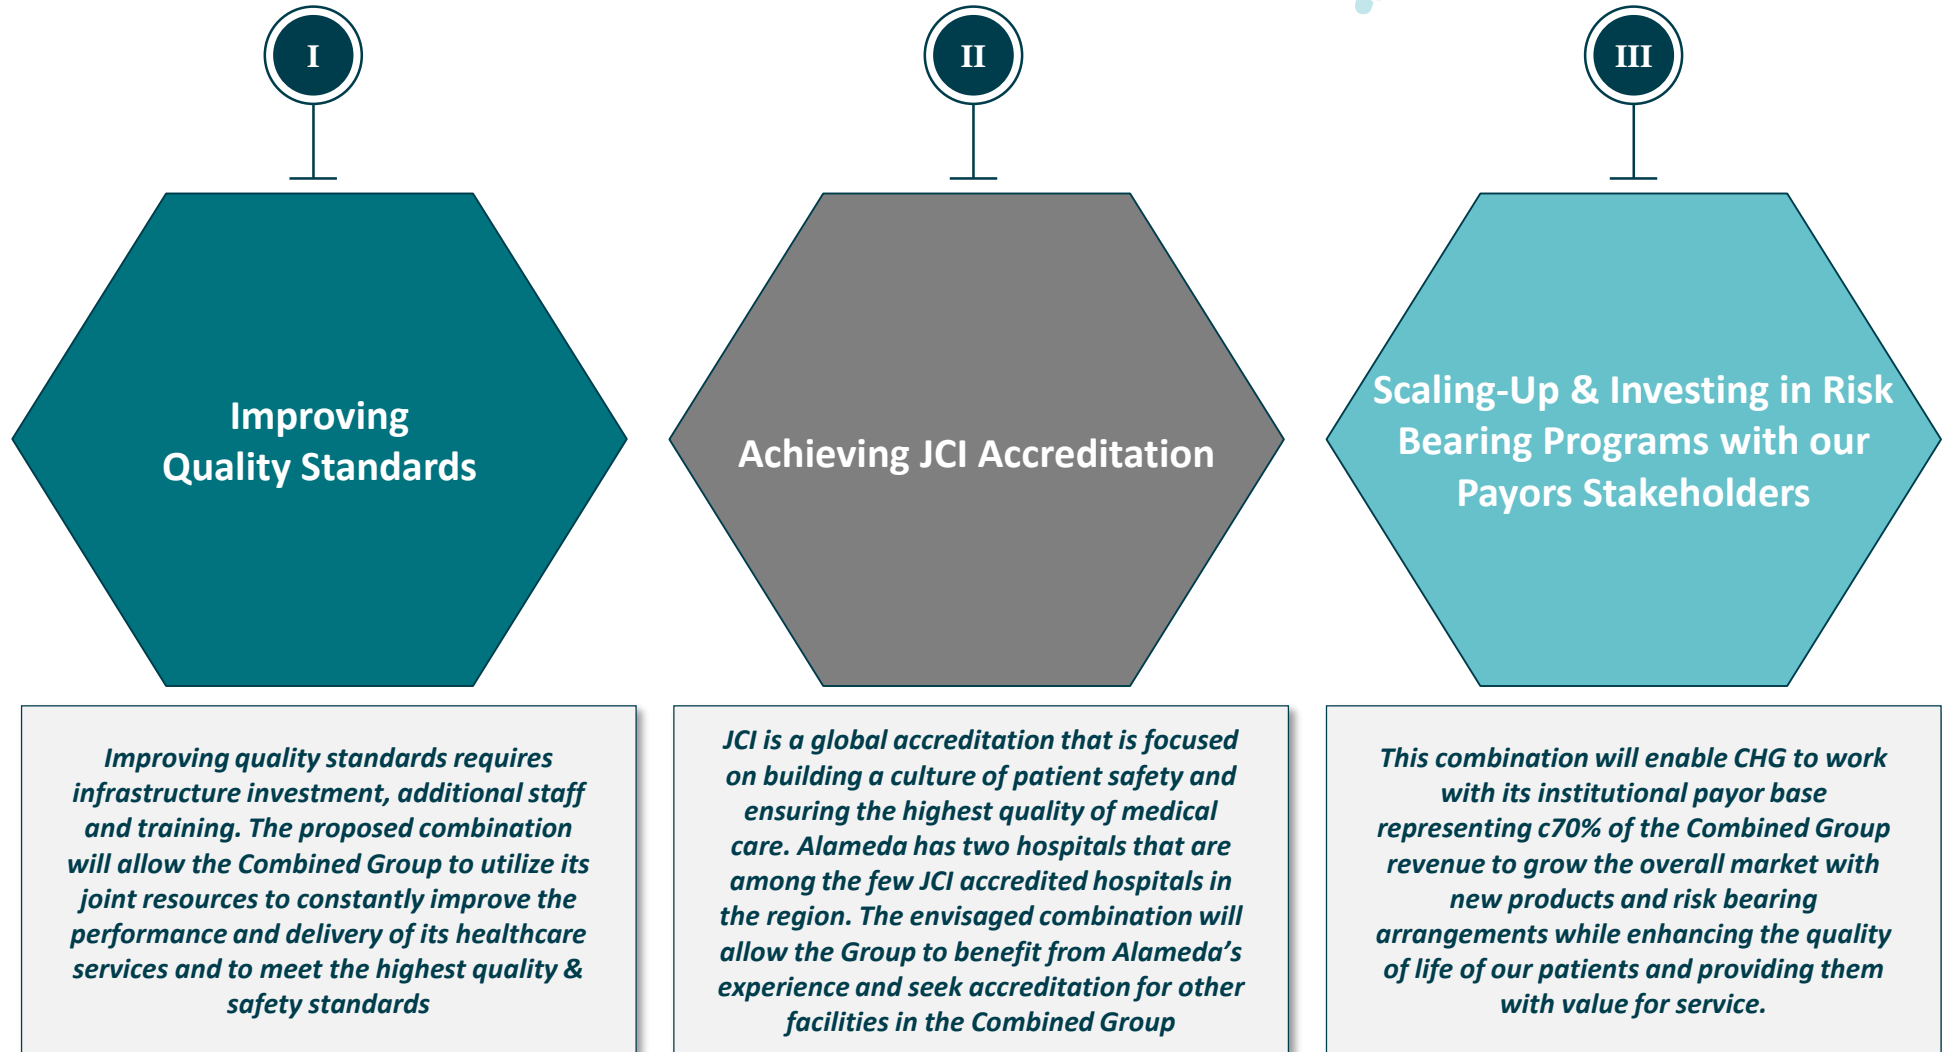 I
Improving
Quality Standards
Improving quality standards requires
infrastructure investment, additional staff
and training. The proposed combination
will allow the Combined Group to utilize its
joint resources to constantly improve the
performance and delivery of its healthcare
services and to meet the highest quality &
safety standards
II
Achieving JCI Accreditation
JCI is a global accreditation that is focused
on building a culture of patient safety and
ensuring the highest quality of medical
care. Alameda has two hospitals that are
among the few JCI accredited hospitals in
the region. The envisaged combination will
allow the Group to benefit from Alameda’s
experience and seek accreditation for other
facilities in the Combined Group
III
Scaling-Up & Investing in Risk
Bearing Programs with our
Payors Stakeholders
This combination will enable CHG to work
with its institutional payor base
representing c70% of the Combined Group
revenue to grow the overall market with
new products and risk bearing
arrangements while enhancing the quality
of life of our patients and providing them
with value for service.